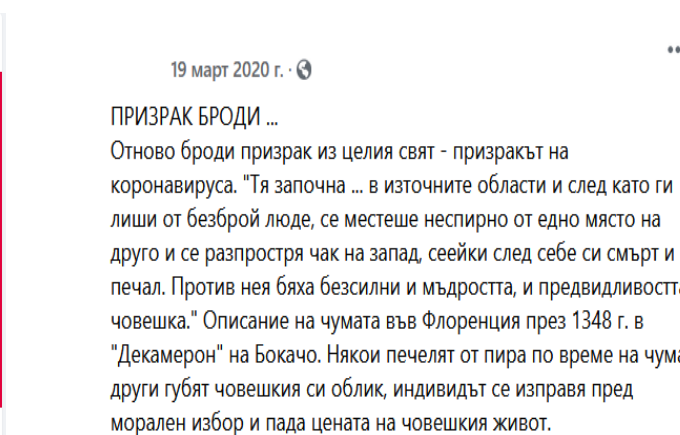 19 март 2020 г. ·
ПРИЗРАК БРОДИ ...
Отново броди призрак из целия свят - призракът на
коронавируса. "Тя започна ... в източните области и след като ги
лиши от безброй люде, се местеше неспирно от едно място на
друго и се разпростря чак на запад, сеейки след себе си смърт и
печал. Против нея бяха безсилни и мъдростта, и предвидливостта
човешка." Описание на чумата във Флоренция през 1348 г. в
"Декамерон" на Бокачо. Някои печелят от пира по време на чума
други губят човешкия си облик, индивидът се изправя пред
морален избор и пада цената на човешкия живот.